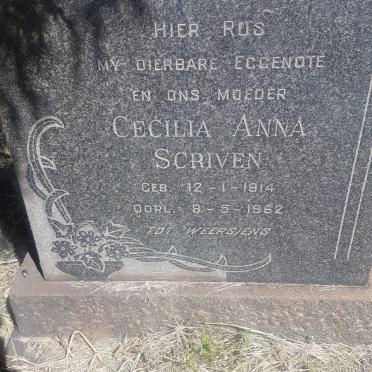 HIER RUS
MY DIERBARE EGGENOTE
EN ONS MOEDER
CECILIA ANNA
SCRIVEN
GEB. 12-1-1914
OORL. 8-5-1962
TOT WEERSIENS